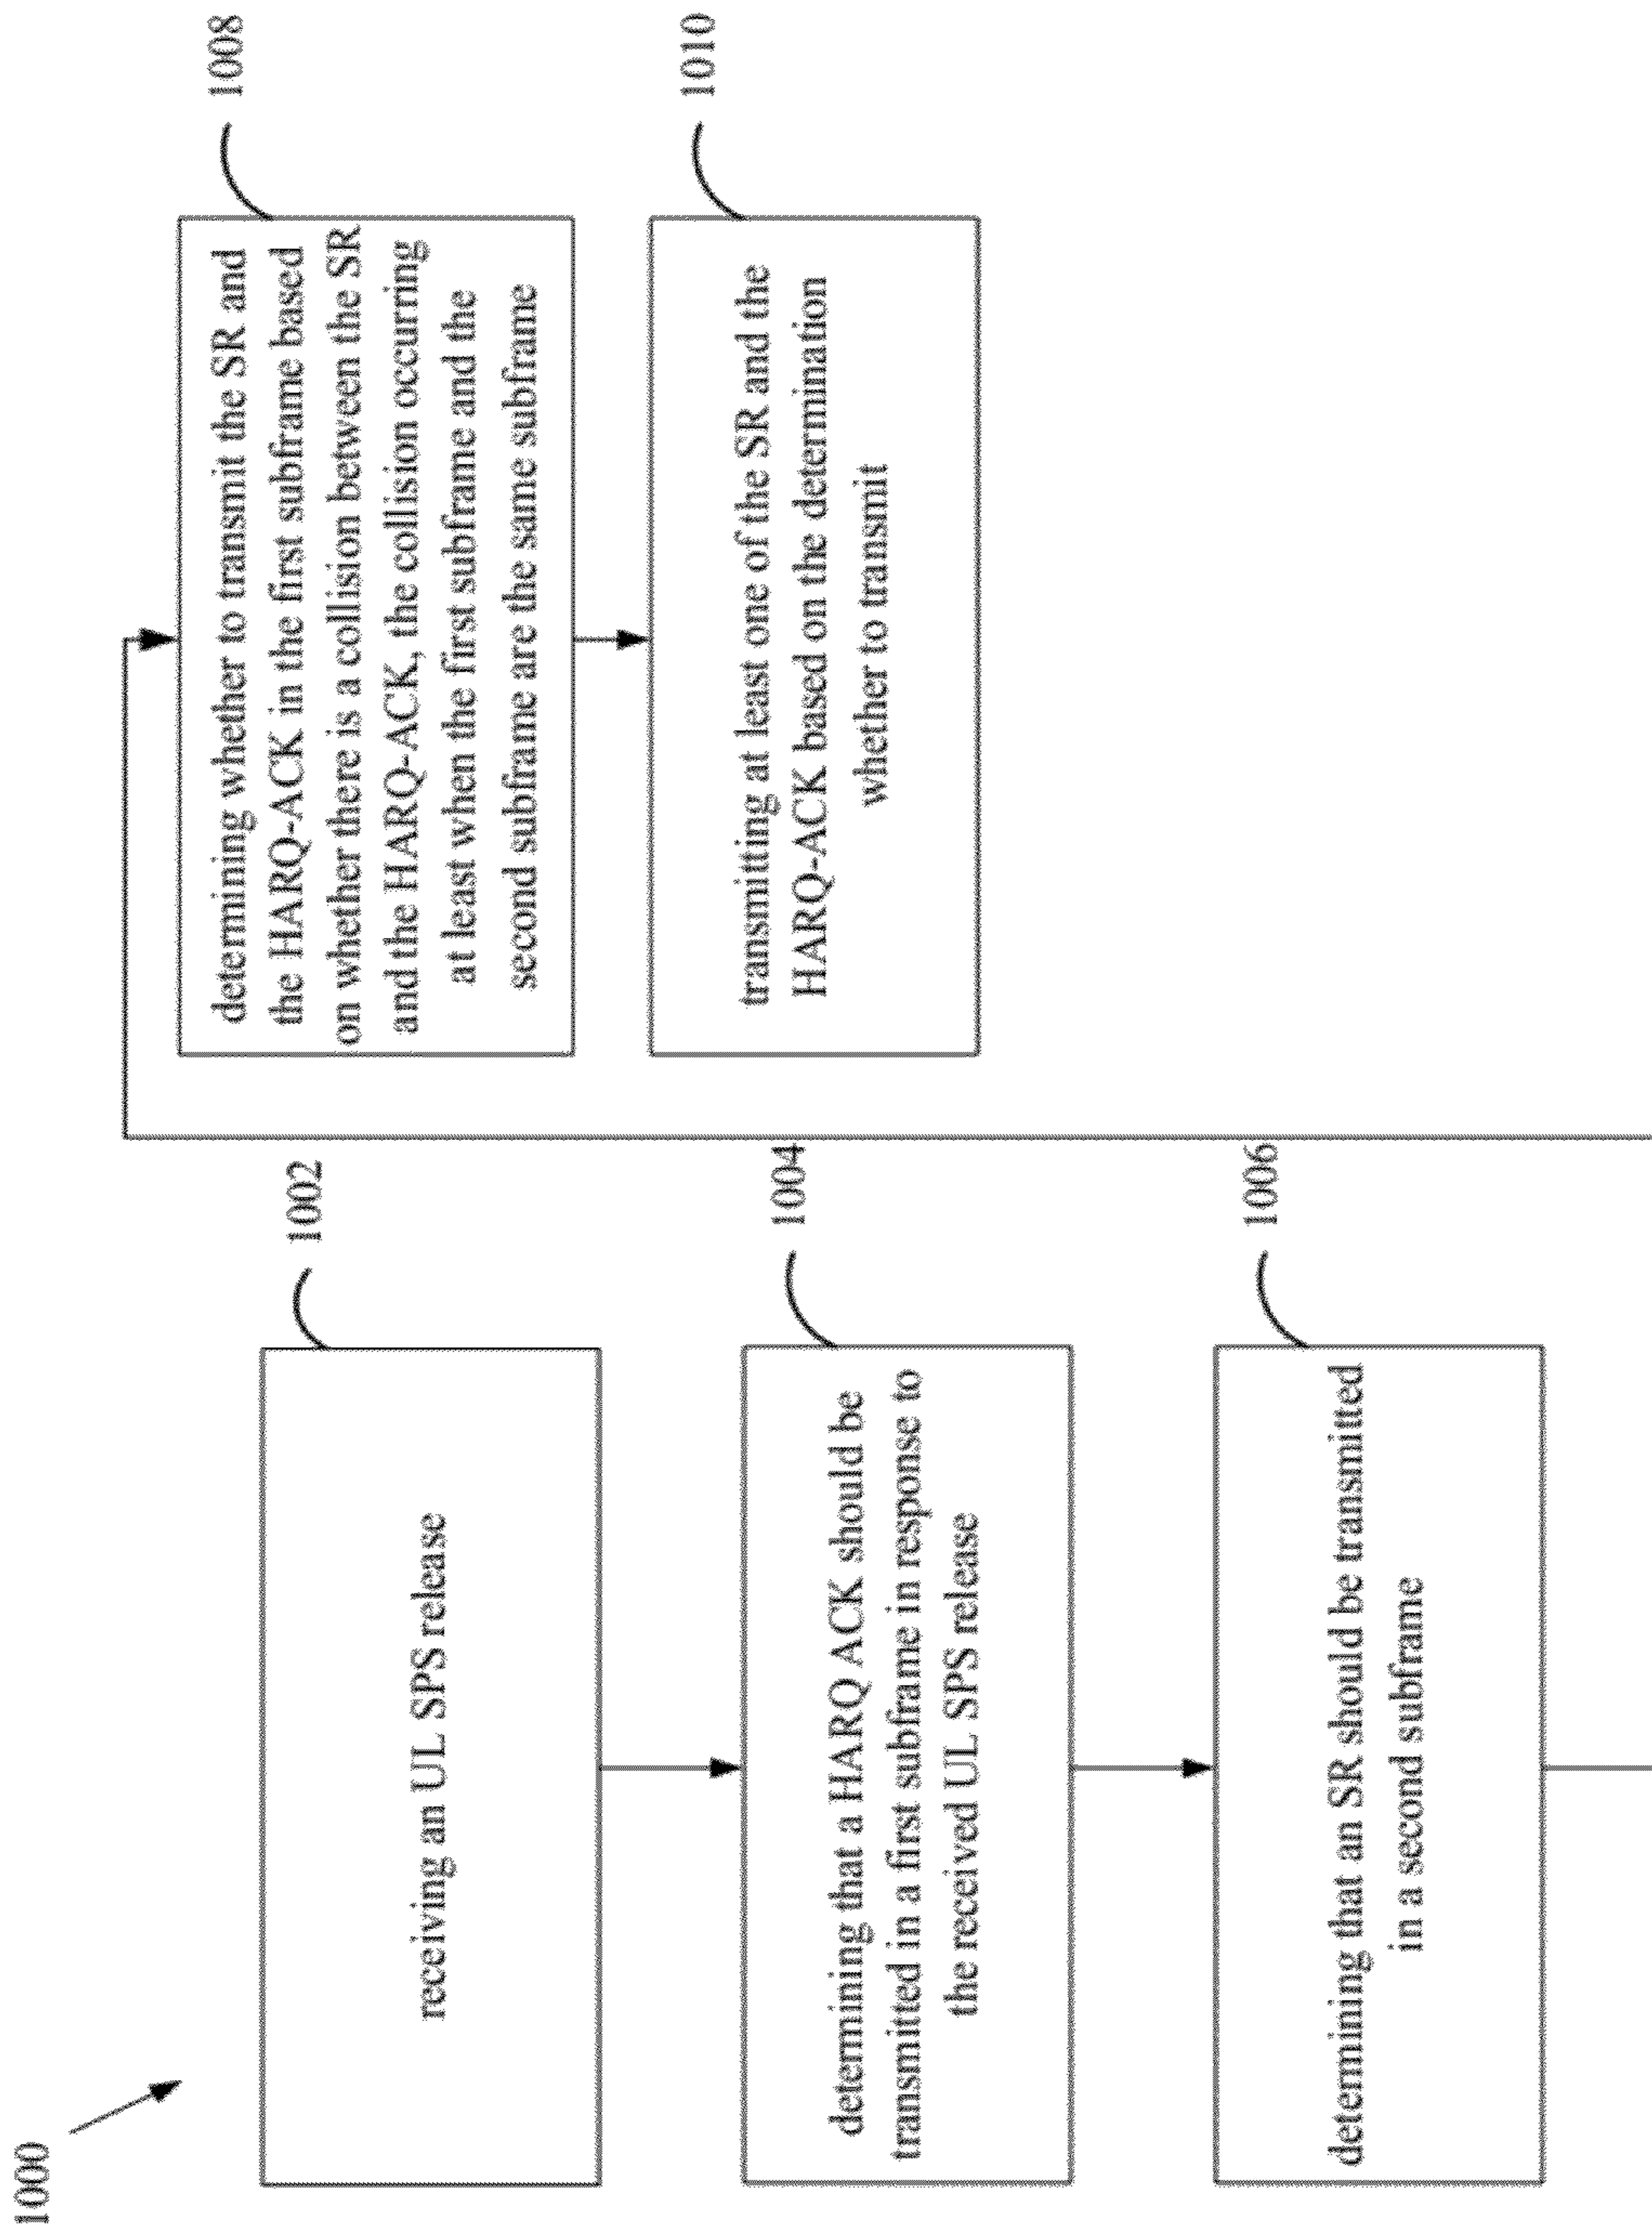 1000
1002
receiving an UL SPS release
1004
determining that a HARQ ACK should be
transmitted in a first subframe in response to
the received UL SPS release
1006
determining that an SR should be transmitted
in a second subframe
1008
determining whether to transmit the SR and
the HARQ-ACK in the first subframe based
on whether there is a collision between the SR
and the HARQ-ACK, the collision occurring
at least when the first subframe and the
second subframe are the same subframe
1010
transmitting at least one of the SR and the
HARQ-ACK based on the determination
whether to transmit